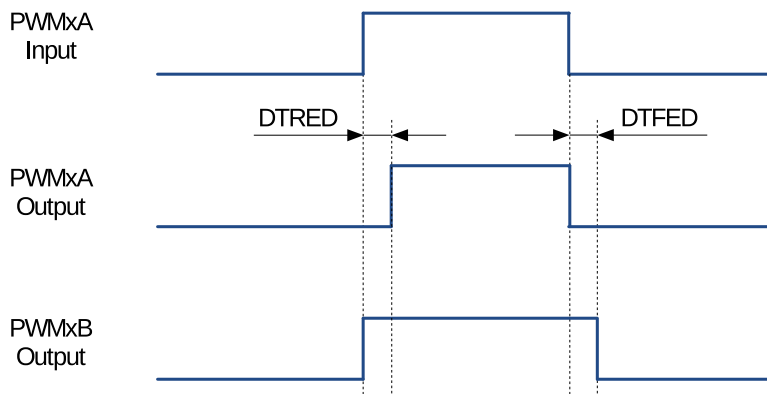 PWMxA
Input
DTRED
DTFED
PWMxA
Output
PWMxB
Output